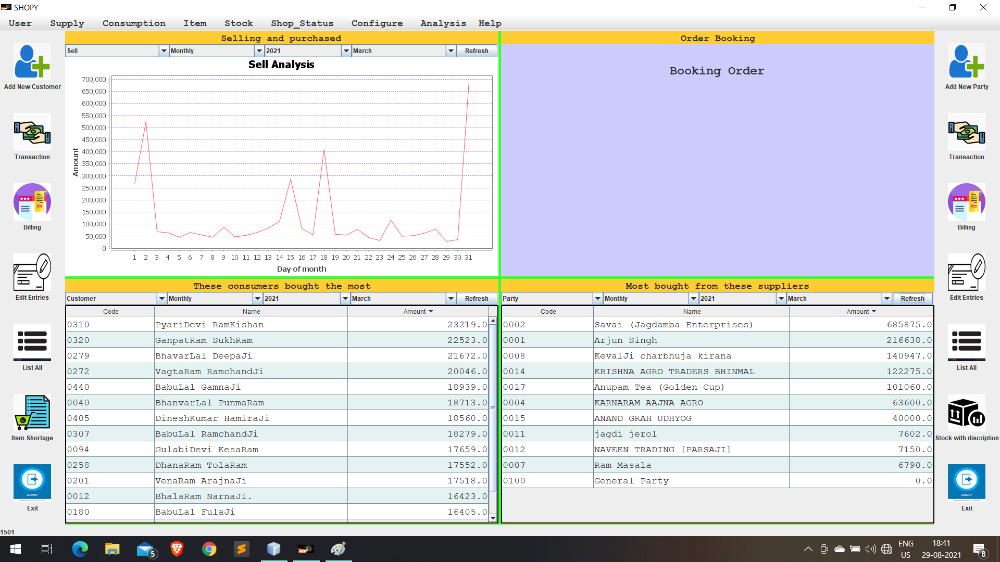 SHOPY
User Supply Consumption Item Stock Shop_Status Configure Analysis Help
Add New Customer
Transaction
Billing
Edit Entries
List All
Item Shortage
LOGOUT
Exit
1501
Selling and purchased
Sell Monthly 2021 March Refresh
Sell Analysis
Amount
700,000
650,000
600,000
550,000
500,000
450,000
400,000
350,000
300,000
250,000
200,000
150,000
100,000
50,000
0
1 2 3 4 5 6 7 8 9 10 11 12 13 14 15 16 17 18 19 20 21 22 23 24 25 26 27 28 29 30 31
Day of month
Order Booking
Booking Order
These consumers bought the most
Customer Monthly 2021 March Refresh
Code Name Amount
0310 PyariDevi RamKishan 23219.0
0320 GanpatRam SukhRam 22523.0
0279 BhavarLal DeepaJi 21672.0
0272 VagtaRam RamchandJi 20046.0
0440 BabuLal GamnaJi 18939.0
0040 BhanvarLal PunmaRam 18713.0
0405 DineshKumar HamiraJi 18560.0
0307 BabuLal RamchandJi 18279.0
0094 GulabiDevi KesaRam 17659.0
0258 DhanaRam TolaRam 17552.0
0201 VenaRam ArajnaJi 17518.0
0012 BhalaRam NarnaJi. 16423.0
0180 BabuLal FulaJi 16405.0
Most bought from these suppliers
Party Monthly 2021 March Refresh
Code Name Amount
0002 Savai (Jagdamba Enterprises) 685875.0
0001 Arjun Singh 216638.0
0008 KevalJi charbhuja kirana 140947.0
0014 KRISHNA AGRO TRADERS BHINMAL 122275.0
0017 Anupam Tea (Golden Cup) 101060.0
0004 KARNARAM AAJNA AGRO 63600.0
0015 ANAND GRAH UDHYOG 40000.0
0011 jagdi jerol 7602.0
0012 NAVEEN TRADING [PARSAJI] 7150.0
0007 Ram Masala 6790.0
0100 General Party 0.0
Add New Party
Transaction
Billing
Edit Entries
List All
Stock with discription
LOGOUT
Exit
5
ENG
US
18:41
29-08-2021
8